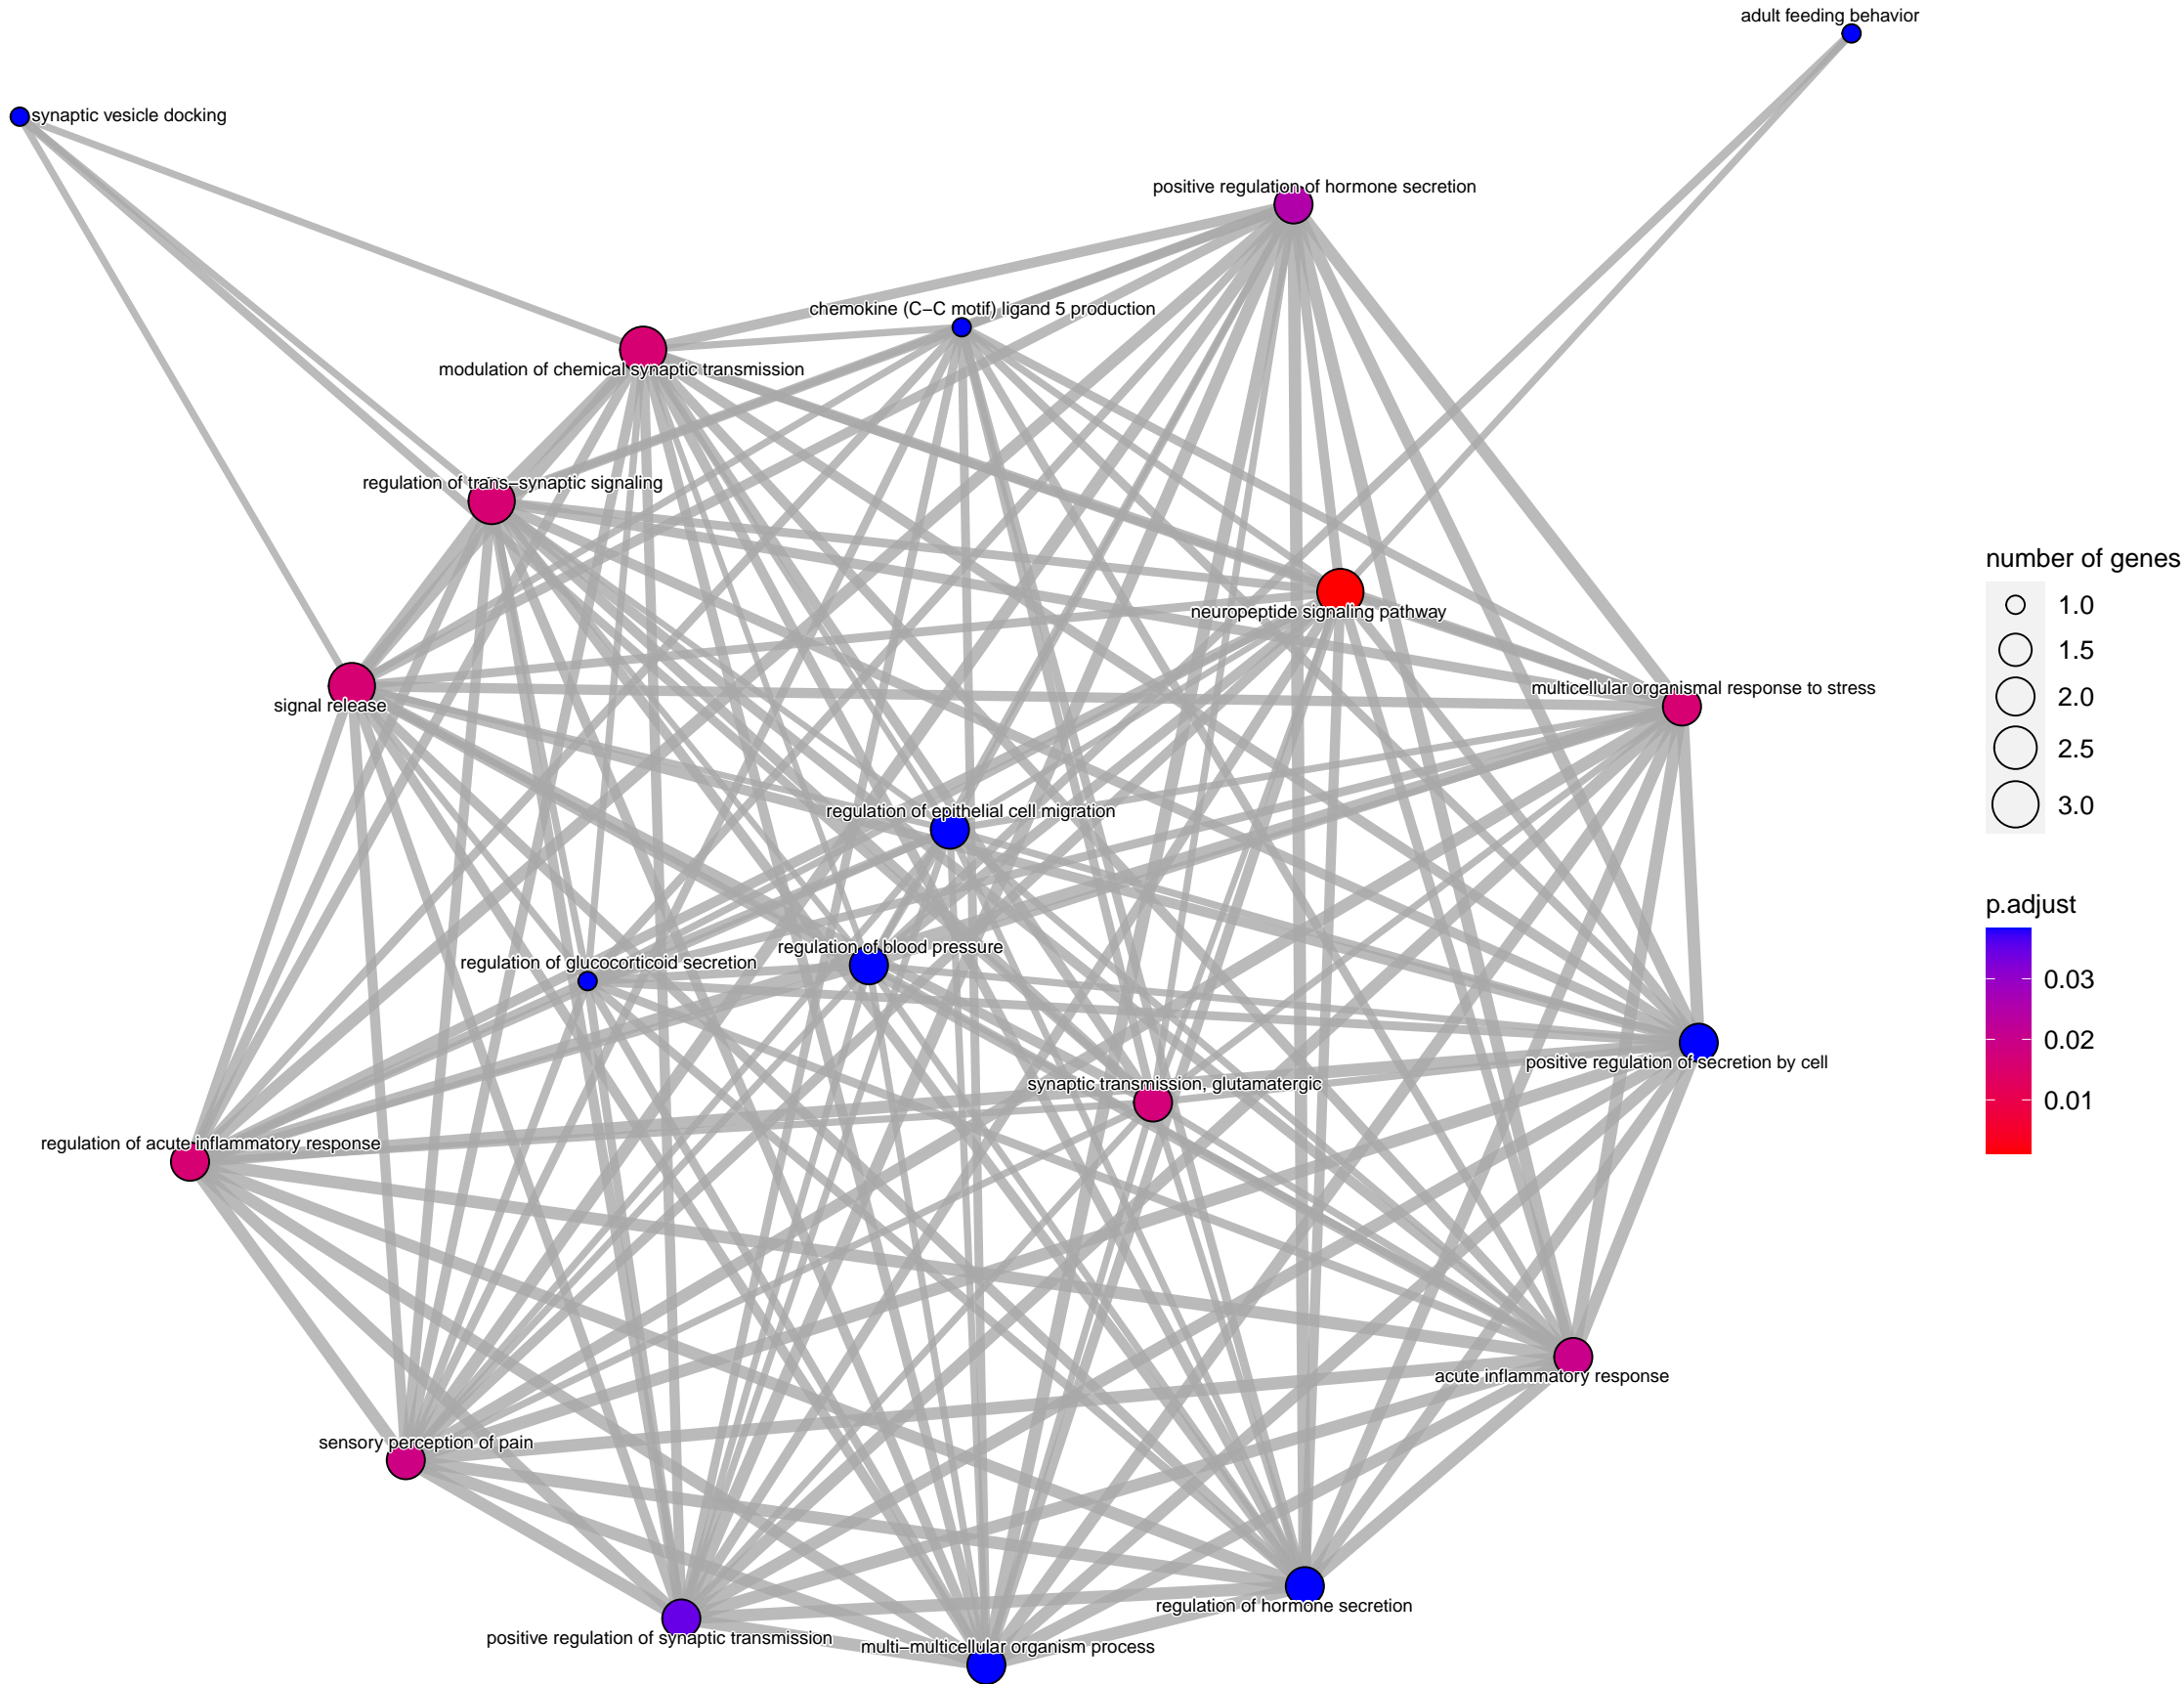 adult feeding behavior
synaptic vesicle docking
positive regulation of hormone secretion
chemokine (C−C motif) ligand 5 production
modulation of chemical synaptic transmission
regulation of trans−synaptic signaling
number of genes
1.0
neuropeptide signaling pathway
1.5
multicellular organismal response to stress
2.0
signal release
2.5
3.0
regulation of epithelial cell migration
p.adjust
regulation of blood pressure
regulation of glucocorticoid secretion
0.03
0.02
positive regulation of secretion by cell
synaptic transmission, glutamatergic
0.01
regulation of acute inflammatory response
acute inflammatory response
sensory perception of pain
regulation of hormone secretion
positive regulation of synaptic transmission
multi−multicellular organism process